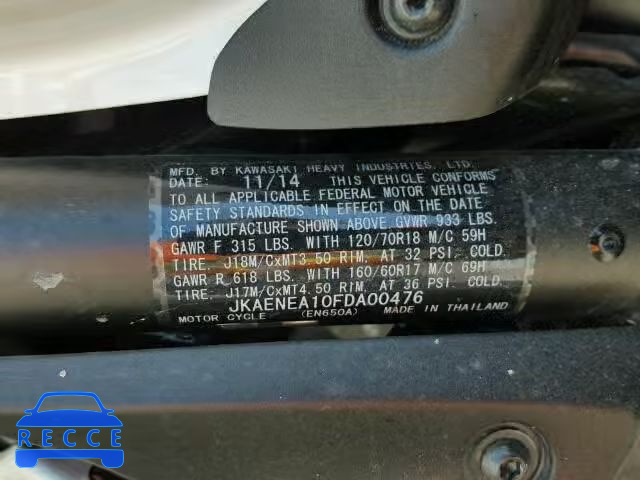 MFD. BY KAWASAKI HEAVY INDUSTRIES, LTD.
DATE: 11/14 THIS VEHICLE CONFORMS
TO ALL APPLICABLE FEDERAL MOTOR VEHICLE
SAFETY STANDARDS IN EFFECT ON THE DATE
OF MANUFACTURE SHOWN ABOVE GVWR 933 LBS.
GAWR F 315 LBS. WITH 120/70R18 M/C 59H
TIRE. J18M/CxMT3.50 RIM. AT 32 PSI. COLD.
GAWR R 618 LBS. WITH 160/60R17 M/C 69H
TIRE. J17M/CxMT4.50 RIM. AT 36 PSI. COLD.
JKAENEA10FDA00476
MOTOR CYCLE (EN650A) MADE IN THAILAND
RECCE